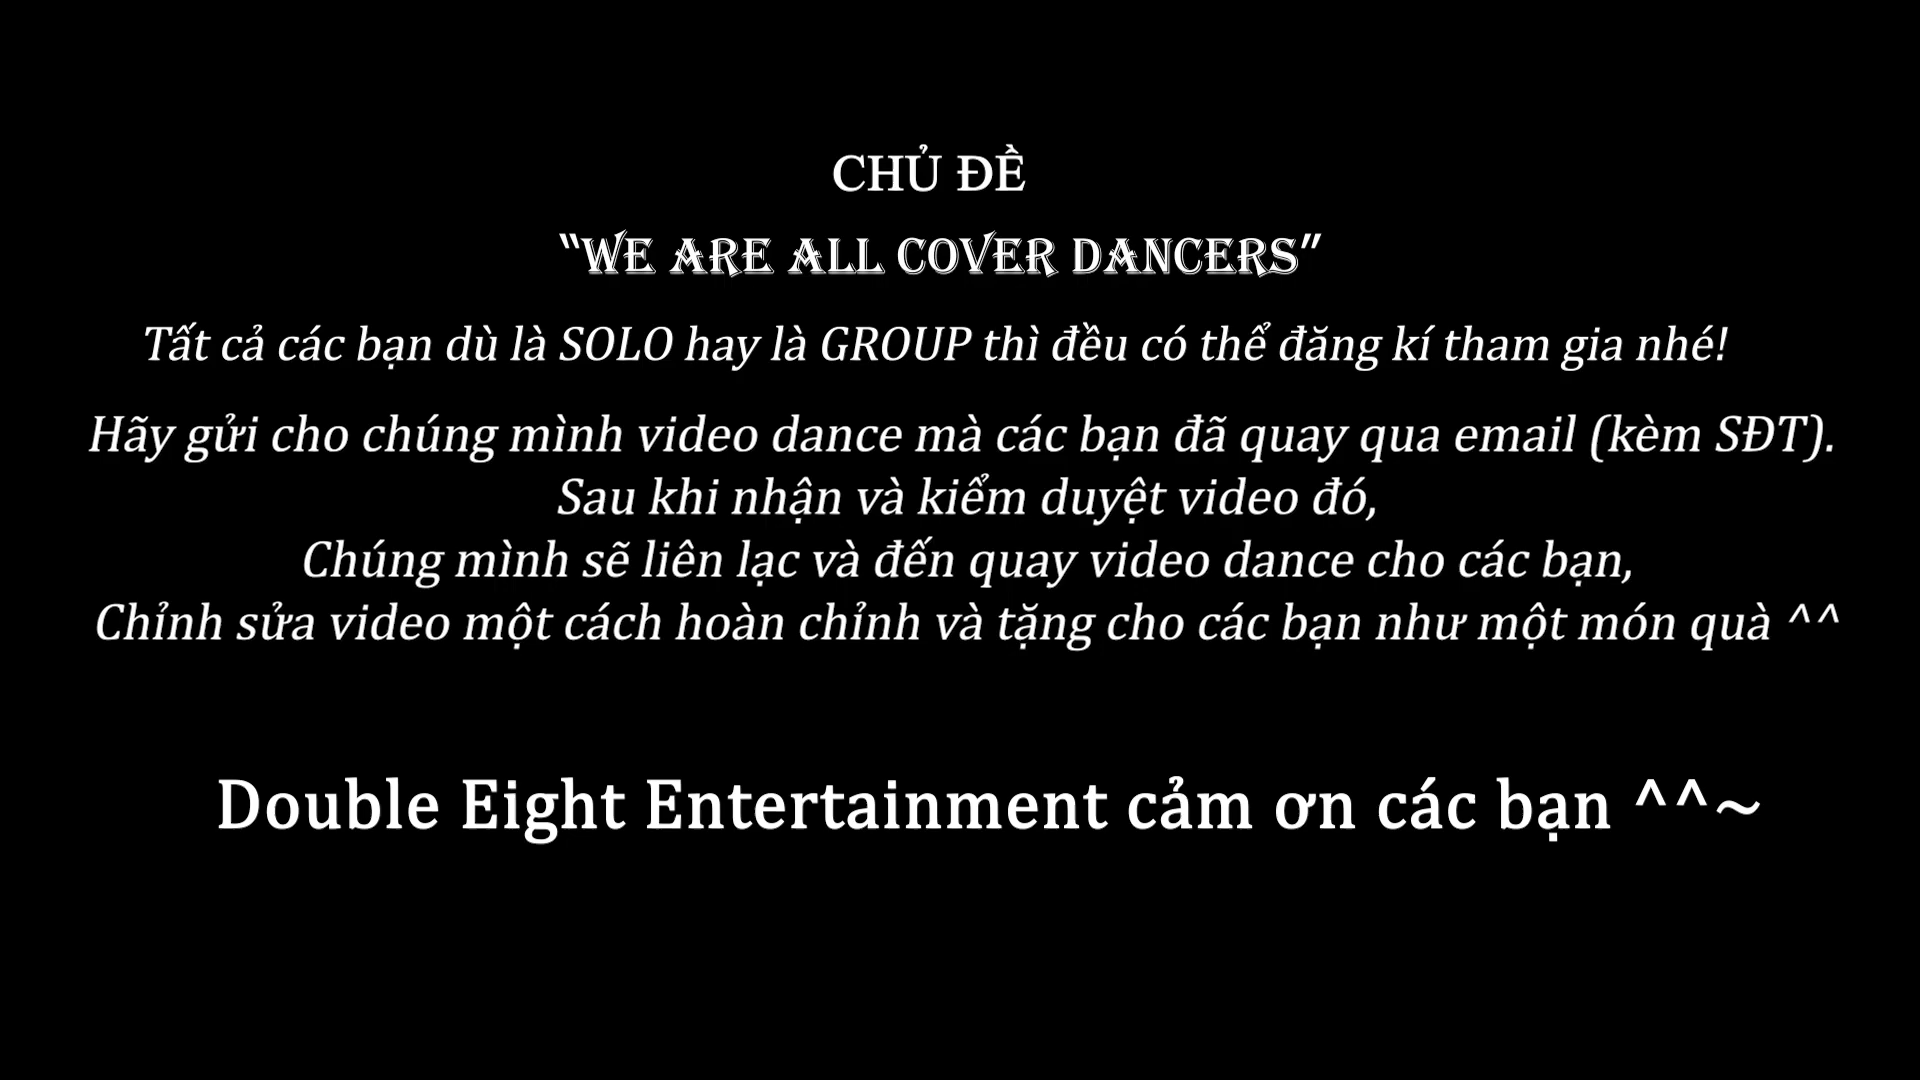 CHỦ ĐỀ
“WE ARE ALL COVER DANCERS”
Tất cả các bạn dù là SOLO hay là GROUP thì đều có thể đăng kí tham gia nhé!
Hãy gửi cho chúng mình video dance mà các bạn đã quay qua email (kèm SĐT).
Sau khi nhận và kiểm duyệt video đó,
Chúng mình sẽ liên lạc và đến quay video dance cho các bạn,
Chỉnh sửa video một cách hoàn chỉnh và tặng cho các bạn như một món quà ^^
Double Eight Entertainment cảm ơn các bạn ^^~